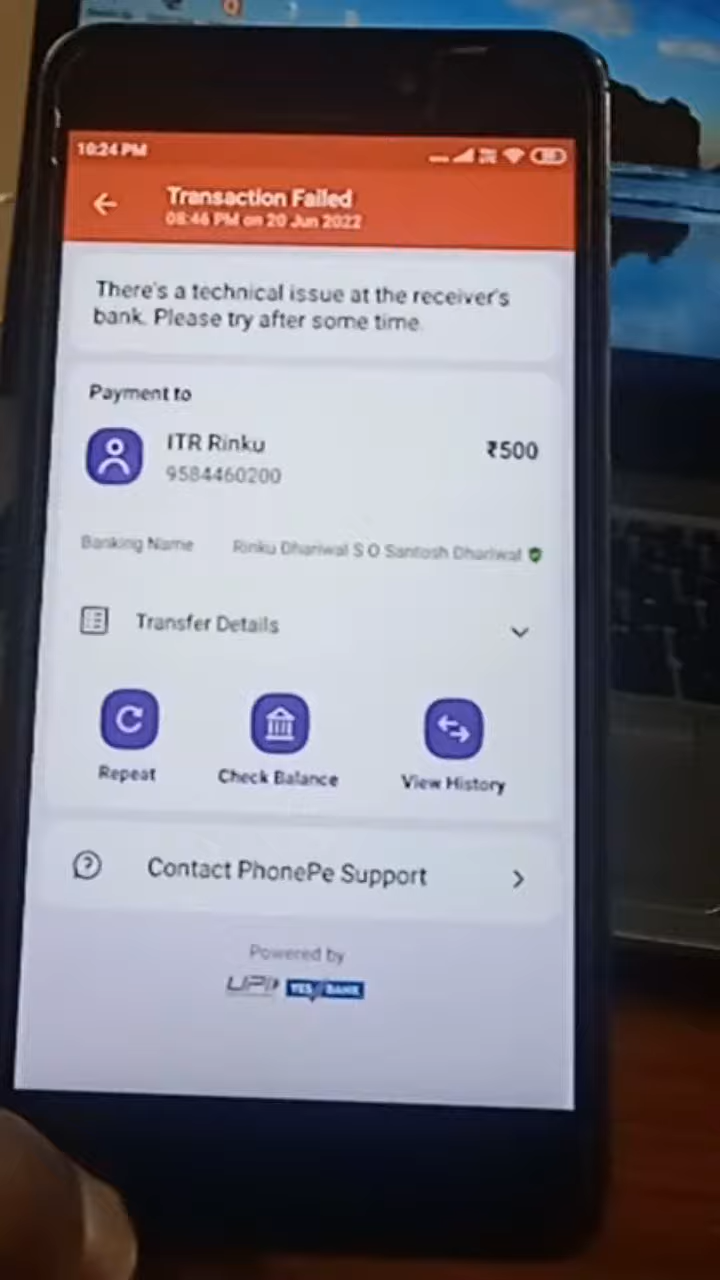 10:24 PM
Transaction Failed
08:46 PM on 20 Jun 2022
There's a technical issue at the receiver's
bank. Please try after some time.
Payment to
ITR Rinku
₹500
9584460200
Banking Name Rinku Dhariwal S O Santosh Dhariwal
Transfer Details
Repeat
Check Balance
View History
Contact PhonePe Support
Powered by
UPI YES BANK